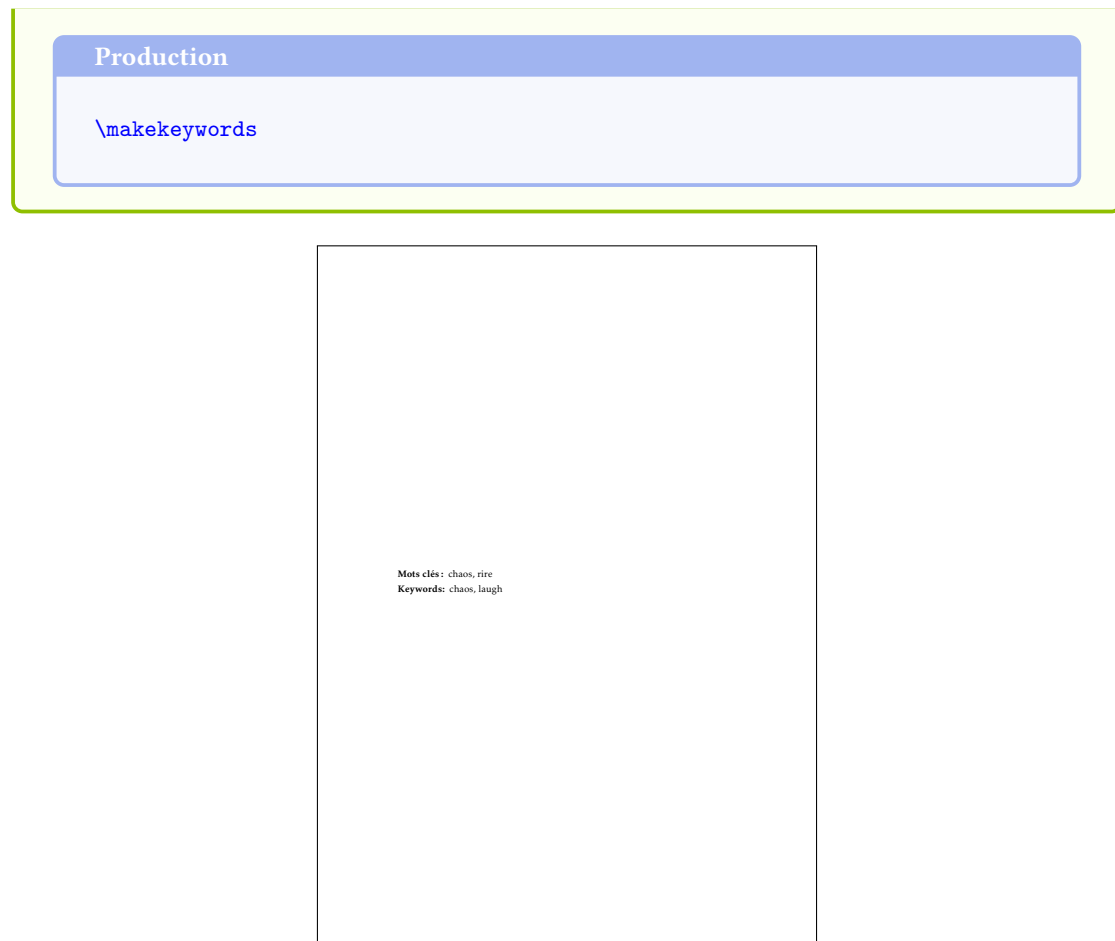 Production
\makekeywords
Mots clés : chaos, rire
Keywords: chaos, laugh